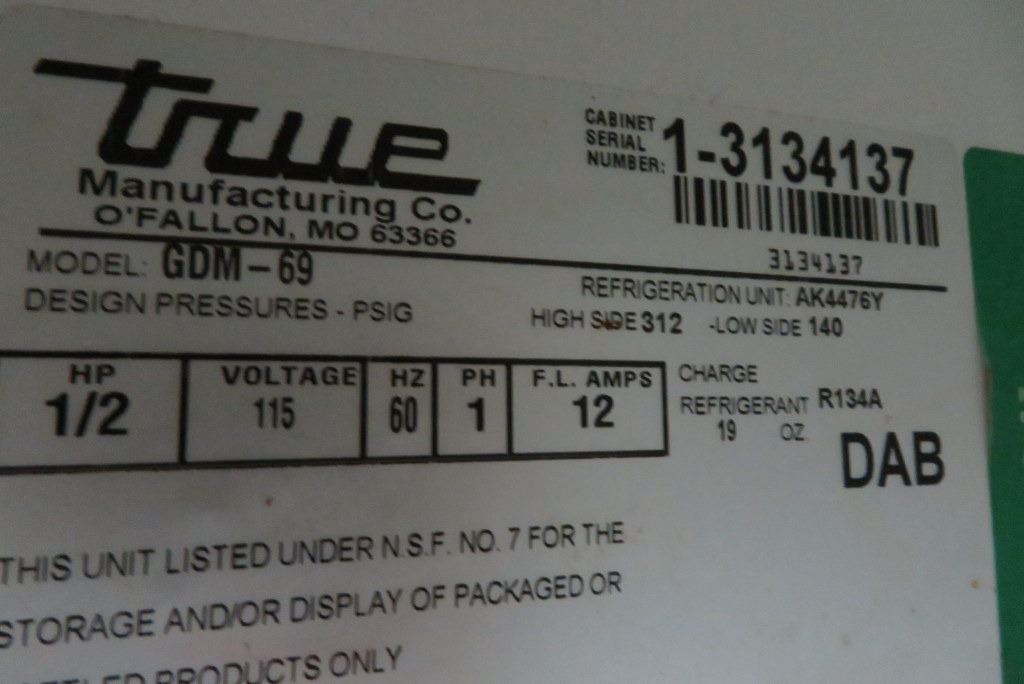 true
Manufacturing Co.
O'FALLON, MO 63366
CABINET
SERIAL
NUMBER: 1-3134137
3134137
MODEL: GDM-69
REFRIGERATION UNIT: AK4476Y
DESIGN PRESSURES - PSIG
HIGH SIDE 312 -LOW SIDE 140
HP VOLTAGE HZ PH F.L. AMPS
1/2 115 60 1 12
CHARGE
REFRIGERANT R134A
19 OZ
DAB
THIS UNIT LISTED UNDER N.S.F. NO. 7 FOR THE
STORAGE AND/OR DISPLAY OF PACKAGED OR
PRODUCTS ONLY